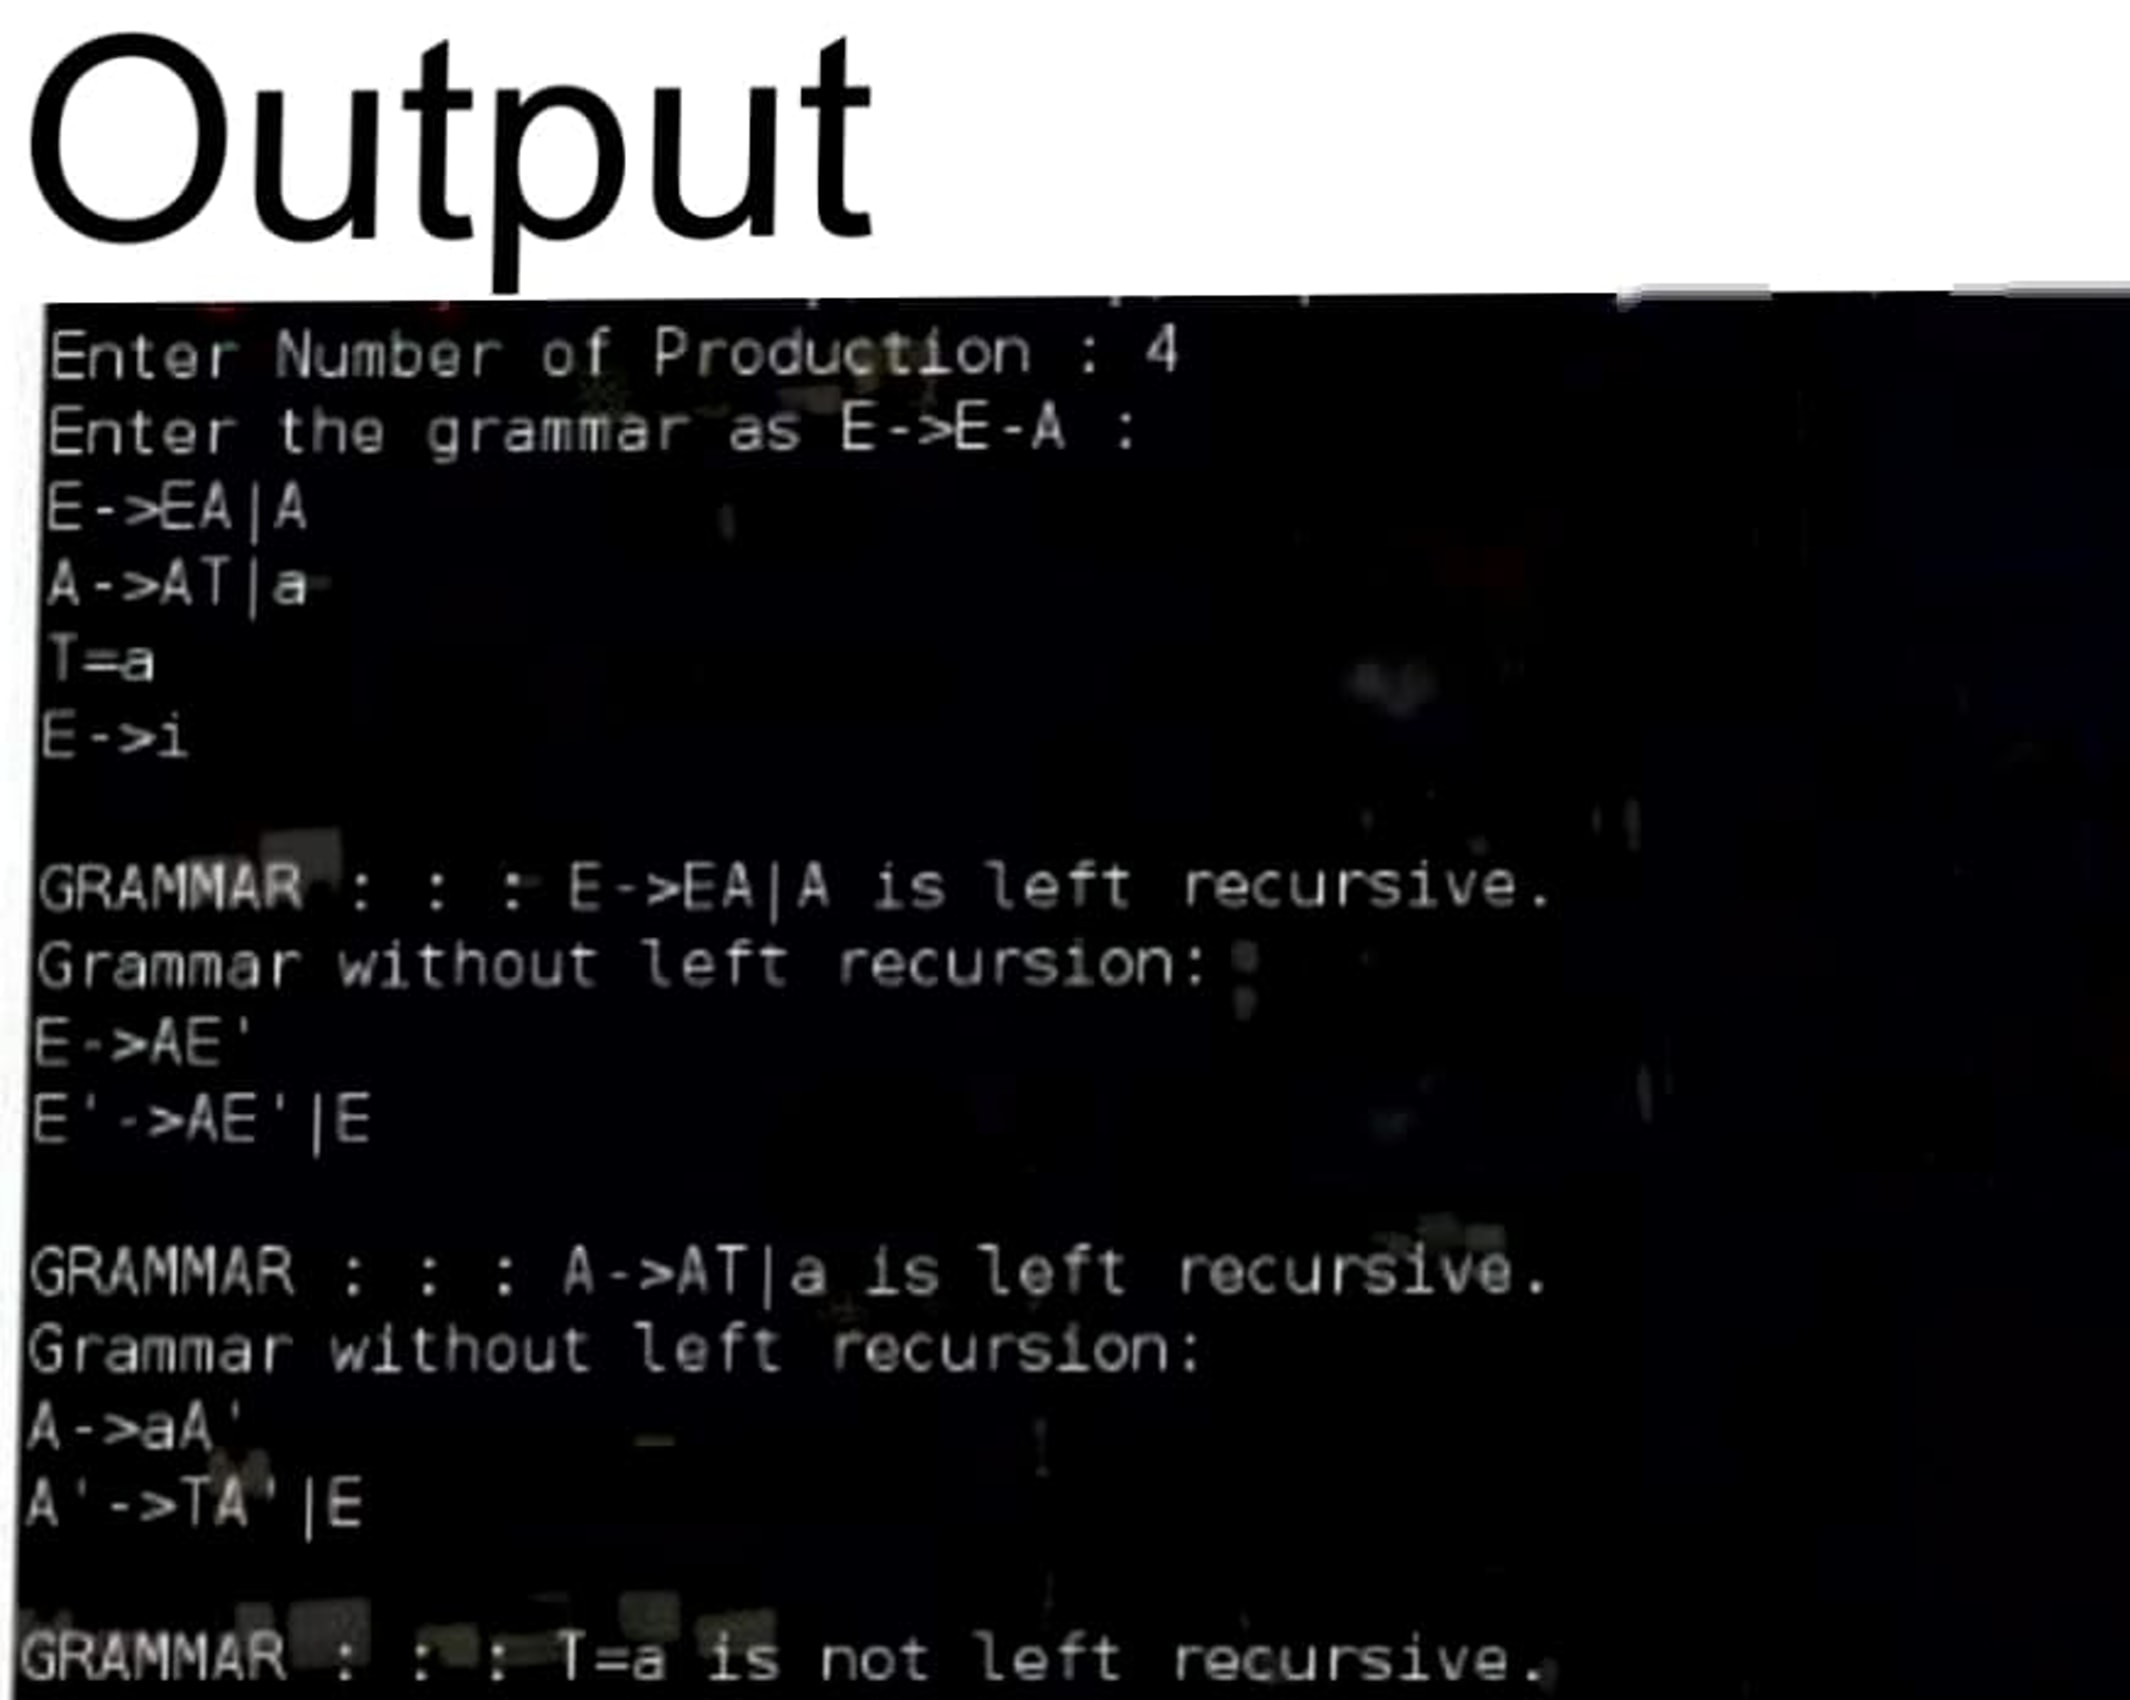 Output
Enter Number of Production : 4
Enter the grammar as E->E-A :
E->EA|A
A->AT|a
T=a
E->i
GRAMMAR : : : E->EA|A is left recursive.
Grammar without left recursion:
E->AE'
E'->AE'|E
GRAMMAR : : : A->AT|a is left recursive.
Grammar without left recursion:
A->aA'
A'->TA'|E
GRAMMAR : : : T=a is not left recursive.